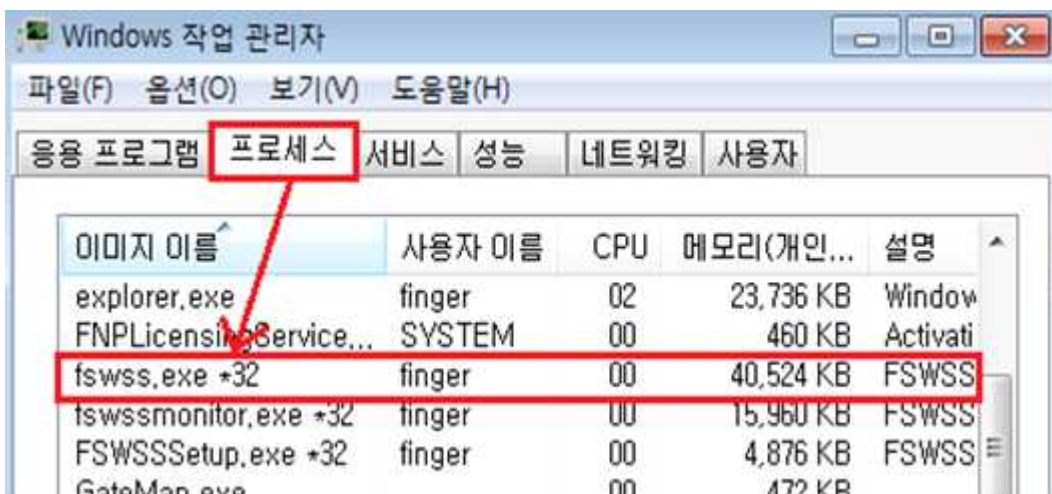 Windows 작업 관리자
파일(F) 옵션(O) 보기(V) 도움말(H)
응용 프로그램 프로세스 서비스 성능 네트워킹 사용자
이미지 이름 사용자 이름 CPU 메모리(개인... 설명
explorer.exe finger 02 23,736 KB Window
FNPLicensingService... SYSTEM 00 460 KB Activati
fswss.exe *32 finger 00 40,524 KB FSWSS
fswssmonitor.exe *32 finger 00 15,960 KB FSWSS
FSWSSSetup.exe *32 finger 00 4,876 KB FSWSS
GateMan.exe 00 472 KB